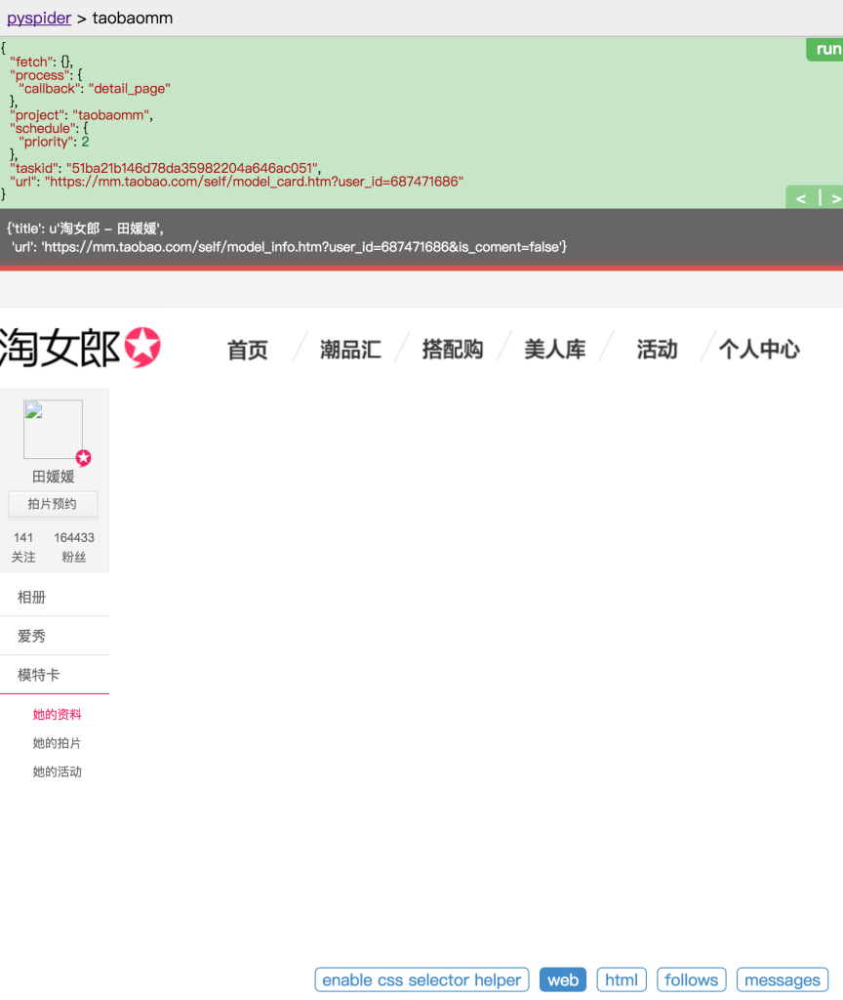 pyspider > taobaomm
{
"fetch": {},
"process": {
"callback": "detail_page"
},
"project": "taobaomm",
"schedule": {
"priority": 2
},
"taskid": "51ba21b146d78da35982204a646ac051",
"url": "https://mm.taobao.com/self/model_card.htm?user_id=687471686"
}
run
< | >
{'title': u'淘女郎 - 田媛媛',
'url': 'https://mm.taobao.com/self/model_info.htm?user_id=687471686&is_coment=false'}
淘女郎 首页 潮品汇 搭配购 美人库 活动 个人中心
田媛媛
拍片预约
141 164433
关注 粉丝
相册
爱秀
模特卡
她的资料
她的拍片
她的活动
enable css selector helper web html follows messages